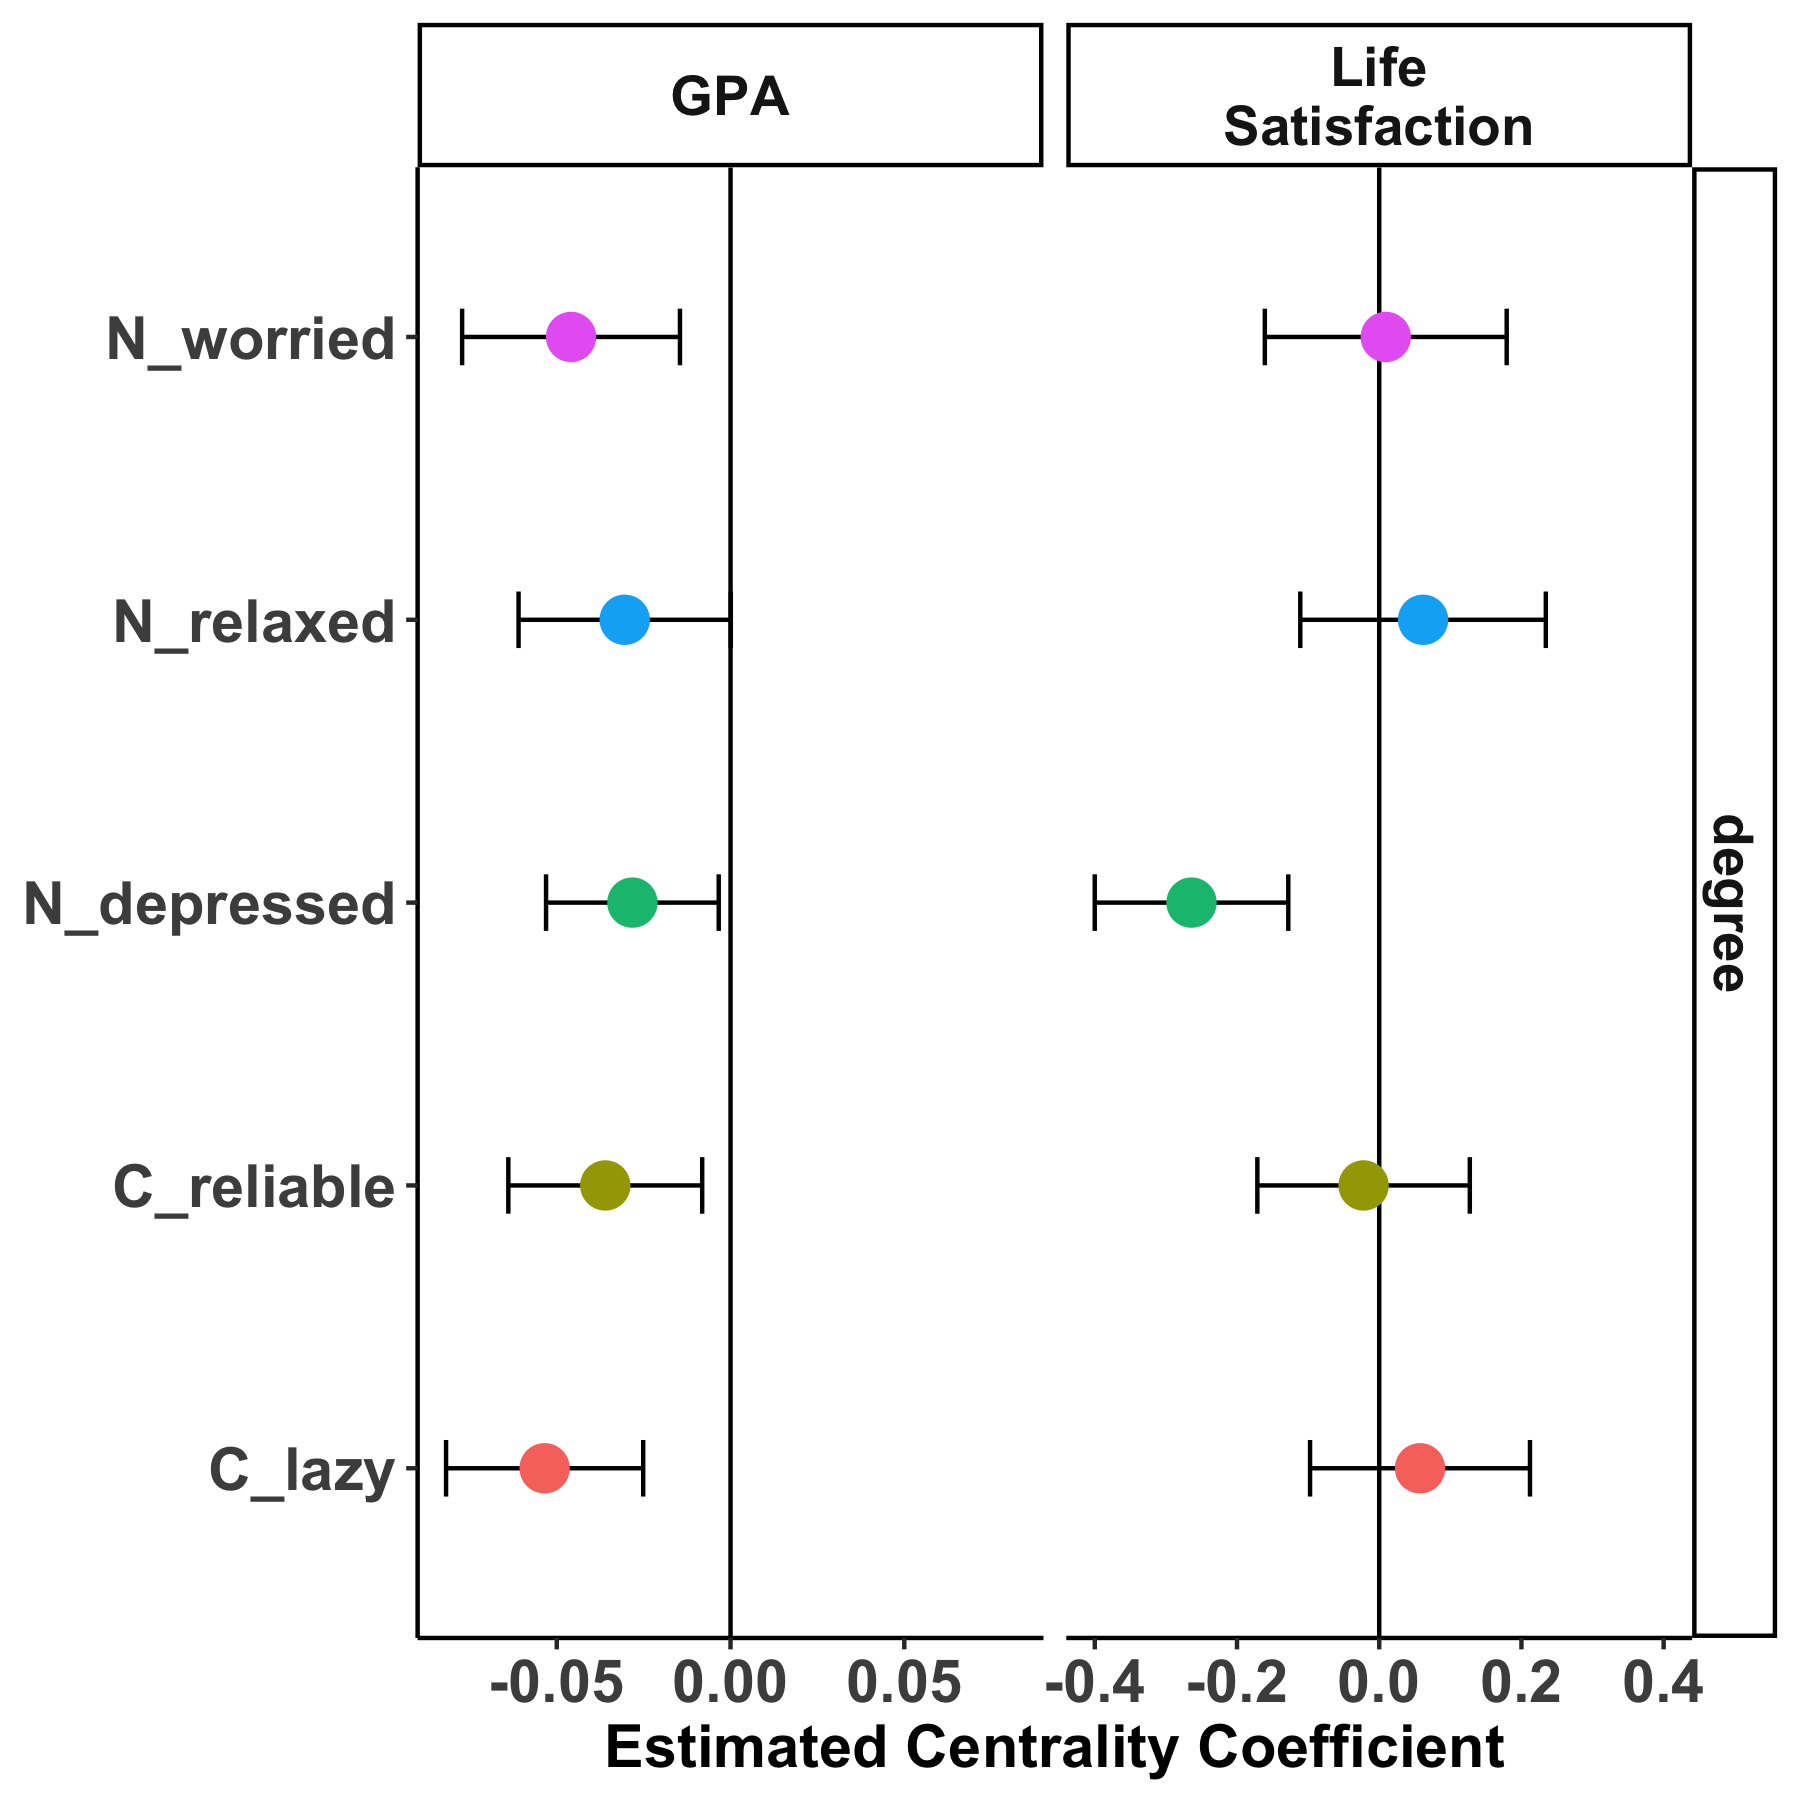 GPA
Life
Satisfaction
N_worried
N_relaxed
N_depressed
C_reliable
C_lazy
degree
-0.05 0.00 0.05 -0.4 -0.2 0.0 0.2 0.4
Estimated Centrality Coefficient